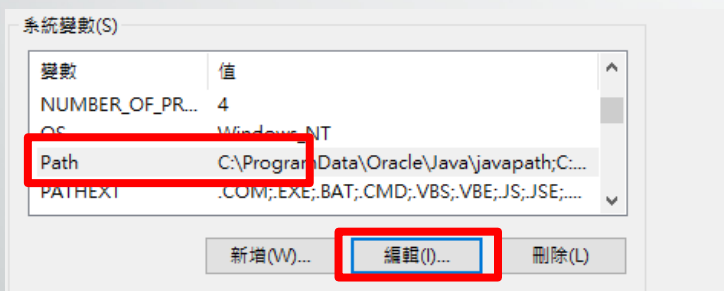 系統變數(S)
變數 值
NUMBER_OF_PR... 4
OS Windows_NT
Path C:\ProgramData\Oracle\Java\javapath;C:...
PATHEXT .COM;.EXE;.BAT;.CMD;.VBS;.VBE;.JS;.JSE;....
新增(W)... 編輯(I)... 刪除(L)